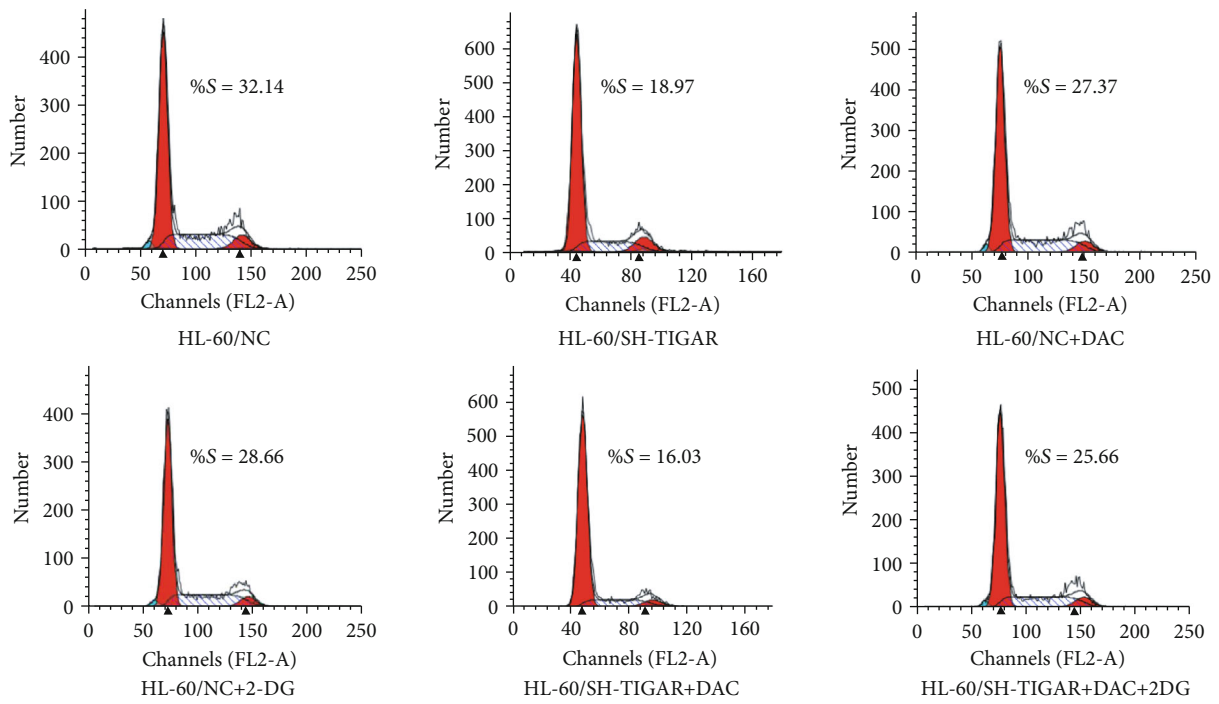 Number
400
300
200
100
0
%S = 32.14
0 50 100 150 200 250
Channels (FL2-A)
HL-60/NC
Number
600
500
400
300
200
100
0
%S = 18.97
0 40 80 120 160
Channels (FL2-A)
HL-60/SH-TIGAR
Number
500
400
300
200
100
0
%S = 27.37
0 50 100 150 200 250
Channels (FL2-A)
HL-60/NC+DAC
Number
400
300
200
100
0
%S = 28.66
0 50 100 150 200 250
Channels (FL2-A)
HL-60/NC+2-DG
Number
600
500
400
300
200
100
0
%S = 16.03
0 40 80 120 160
Channels (FL2-A)
HL-60/SH-TIGAR+DAC
Number
500
400
300
200
100
0
%S = 25.66
0 50 100 150 200 250
Channels (FL2-A)
HL-60/SH-TIGAR+DAC+2DG